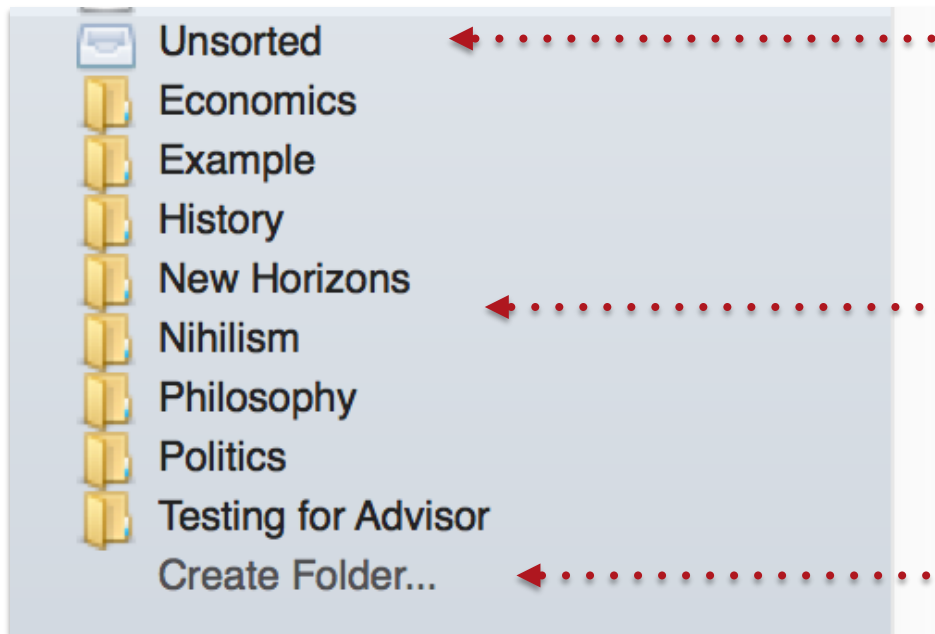 Unsorted
Economics
Example
History
New Horizons
Nihilism
Philosophy
Politics
Testing for Advisor
Create Folder...